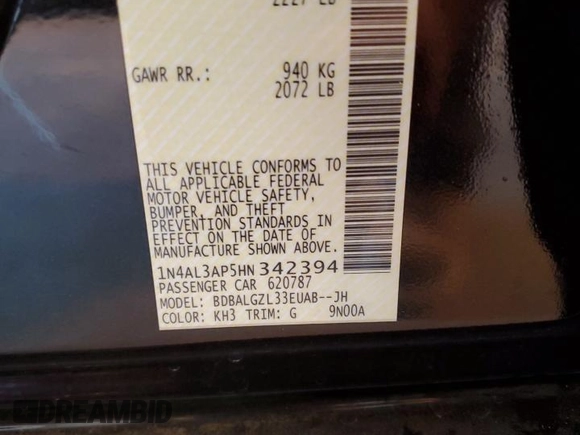 2227 LB
GAWR RR.: 940 KG
2072 LB
THIS VEHICLE CONFORMS TO
ALL APPLICABLE FEDERAL
MOTOR VEHICLE SAFETY,
BUMPER, AND THEFT
PREVENTION STANDARDS IN
EFFECT ON THE DATE OF
MANUFACTURE SHOWN ABOVE.
1N4AL3AP5HN342394
PASSENGER CAR 620787
MODEL: BDBALGZL33EUAB--JH
COLOR: KH3 TRIM: G 9N00A
DREAMBID